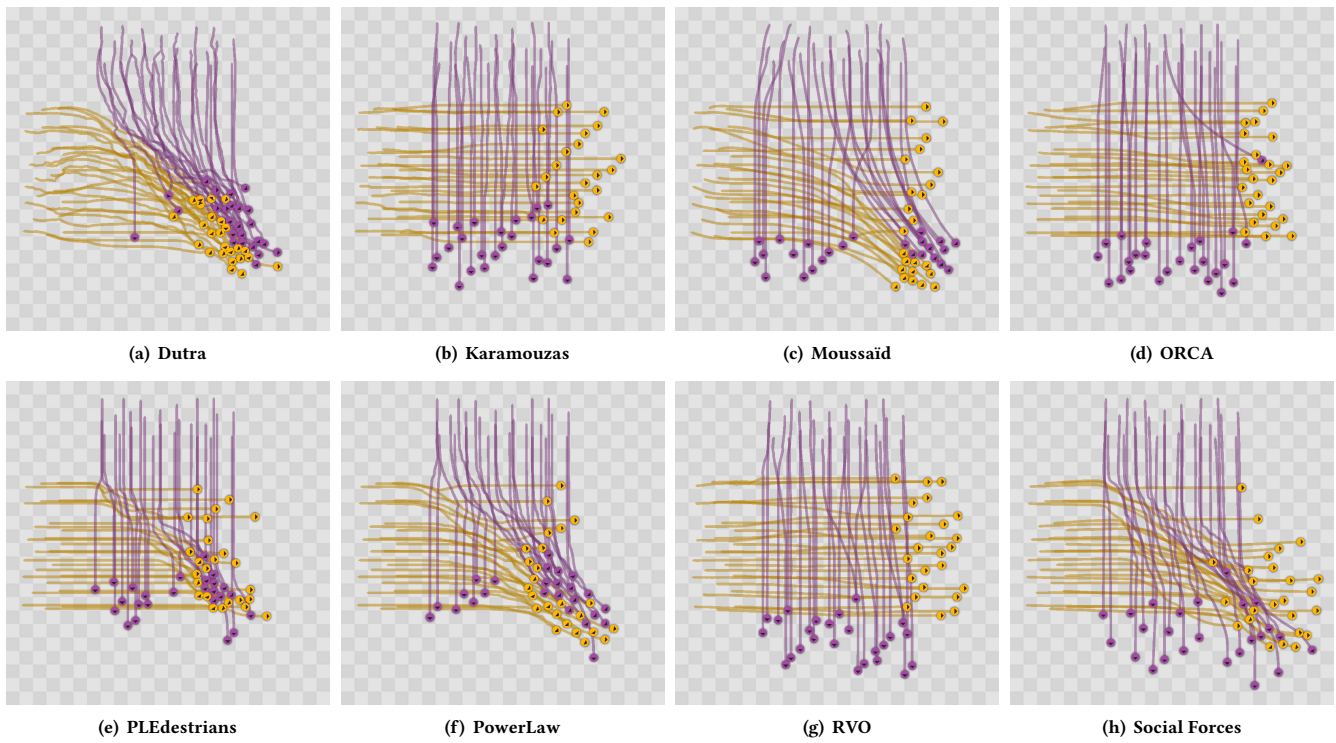 (a) Dutra
(b) Karamouzas
(c) Moussaïd
(d) ORCA
(e) PLEdestrians
(f) PowerLaw
(g) RVO
(h) Social Forces